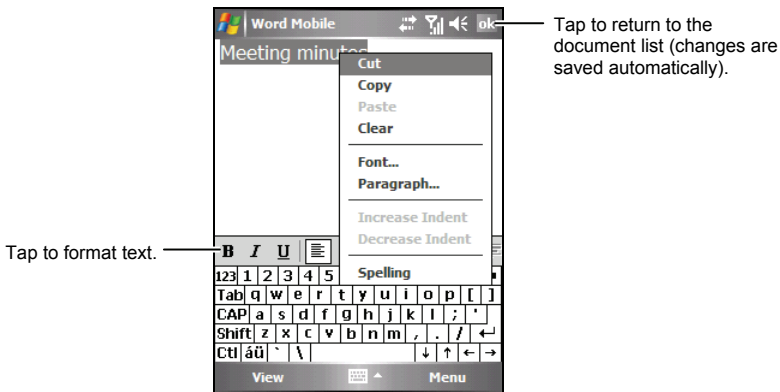 Word Mobile
ok
Tap to return to the
document list (changes are
saved automatically).
Meeting minutes
Cut
Copy
Paste
Clear
Font...
Paragraph...
Increase Indent
Decrease Indent
Spelling
Tap to format text.
B I U
123 1 2 3 4 5
Tab q w e r t y u i o p [ ]
CAP a s d f g h j k l ; '
Shift z x c v b n m , . / ↵
Ctl áü ` \ ↓ ↑ ← →
View Menu